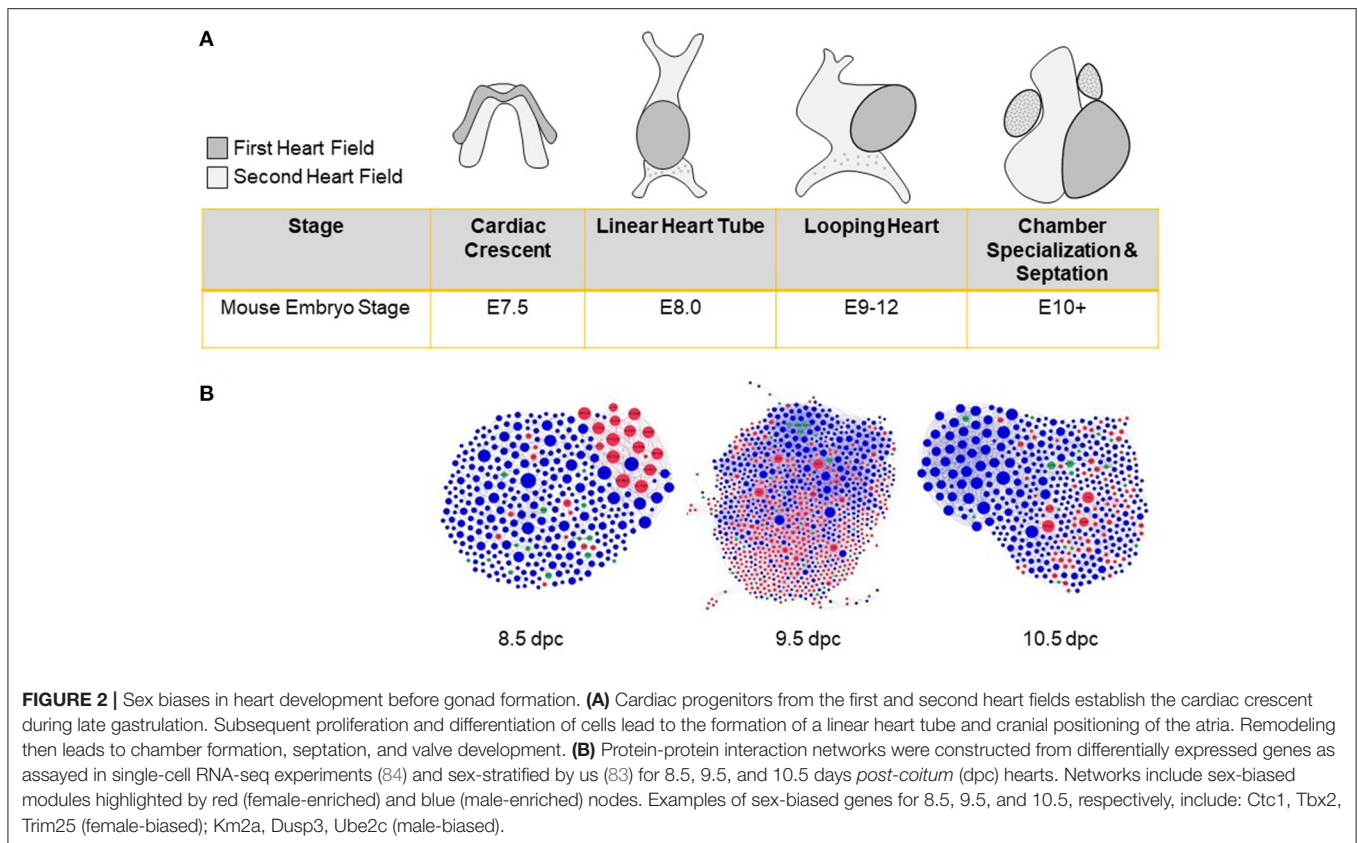 A
First Heart Field
Second Heart Field
Stage
Cardiac
Crescent
Linear Heart Tube
Looping Heart
Chamber
Specialization &
Septation
Mouse Embryo Stage
E7.5
E8.0
E9-12
E10+
B
8.5 dpc
9.5 dpc
10.5 dpc
FIGURE 2 | Sex biases in heart development before gonad formation. (A) Cardiac progenitors from the first and second heart fields establish the cardiac crescent
during late gastrulation. Subsequent proliferation and differentiation of cells lead to the formation of a linear heart tube and cranial positioning of the atria. Remodeling
then leads to chamber formation, septation, and valve development. (B) Protein-protein interaction networks were constructed from differentially expressed genes as
assayed in single-cell RNA-seq experiments (84) and sex-stratified by us (83) for 8.5, 9.5, and 10.5 days post-coitum (dpc) hearts. Networks include sex-biased
modules highlighted by red (female-enriched) and blue (male-enriched) nodes. Examples of sex-biased genes for 8.5, 9.5, and 10.5, respectively, include: Ctc1, Tbx2,
Trim25 (female-biased); Km2a, Dusp3, Ube2c (male-biased).